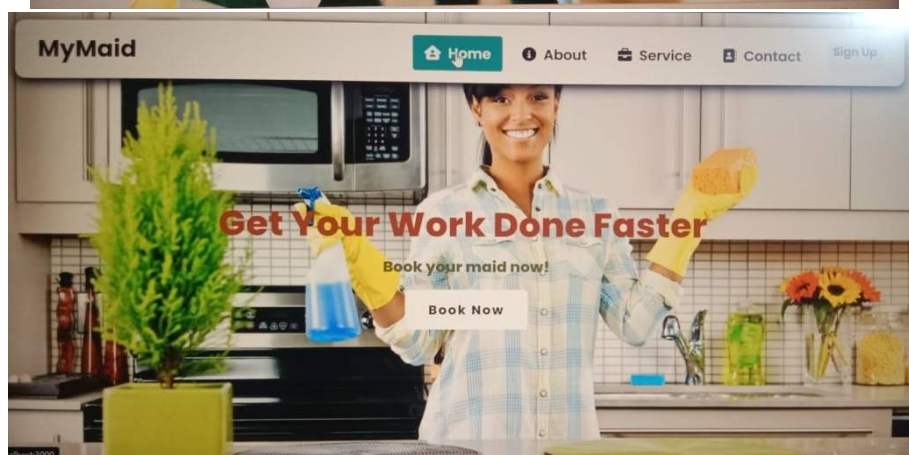 MyMaid
Home
About
Service
Contact
Sign Up
Get Your Work Done Faster
Book your maid now!
Book Now